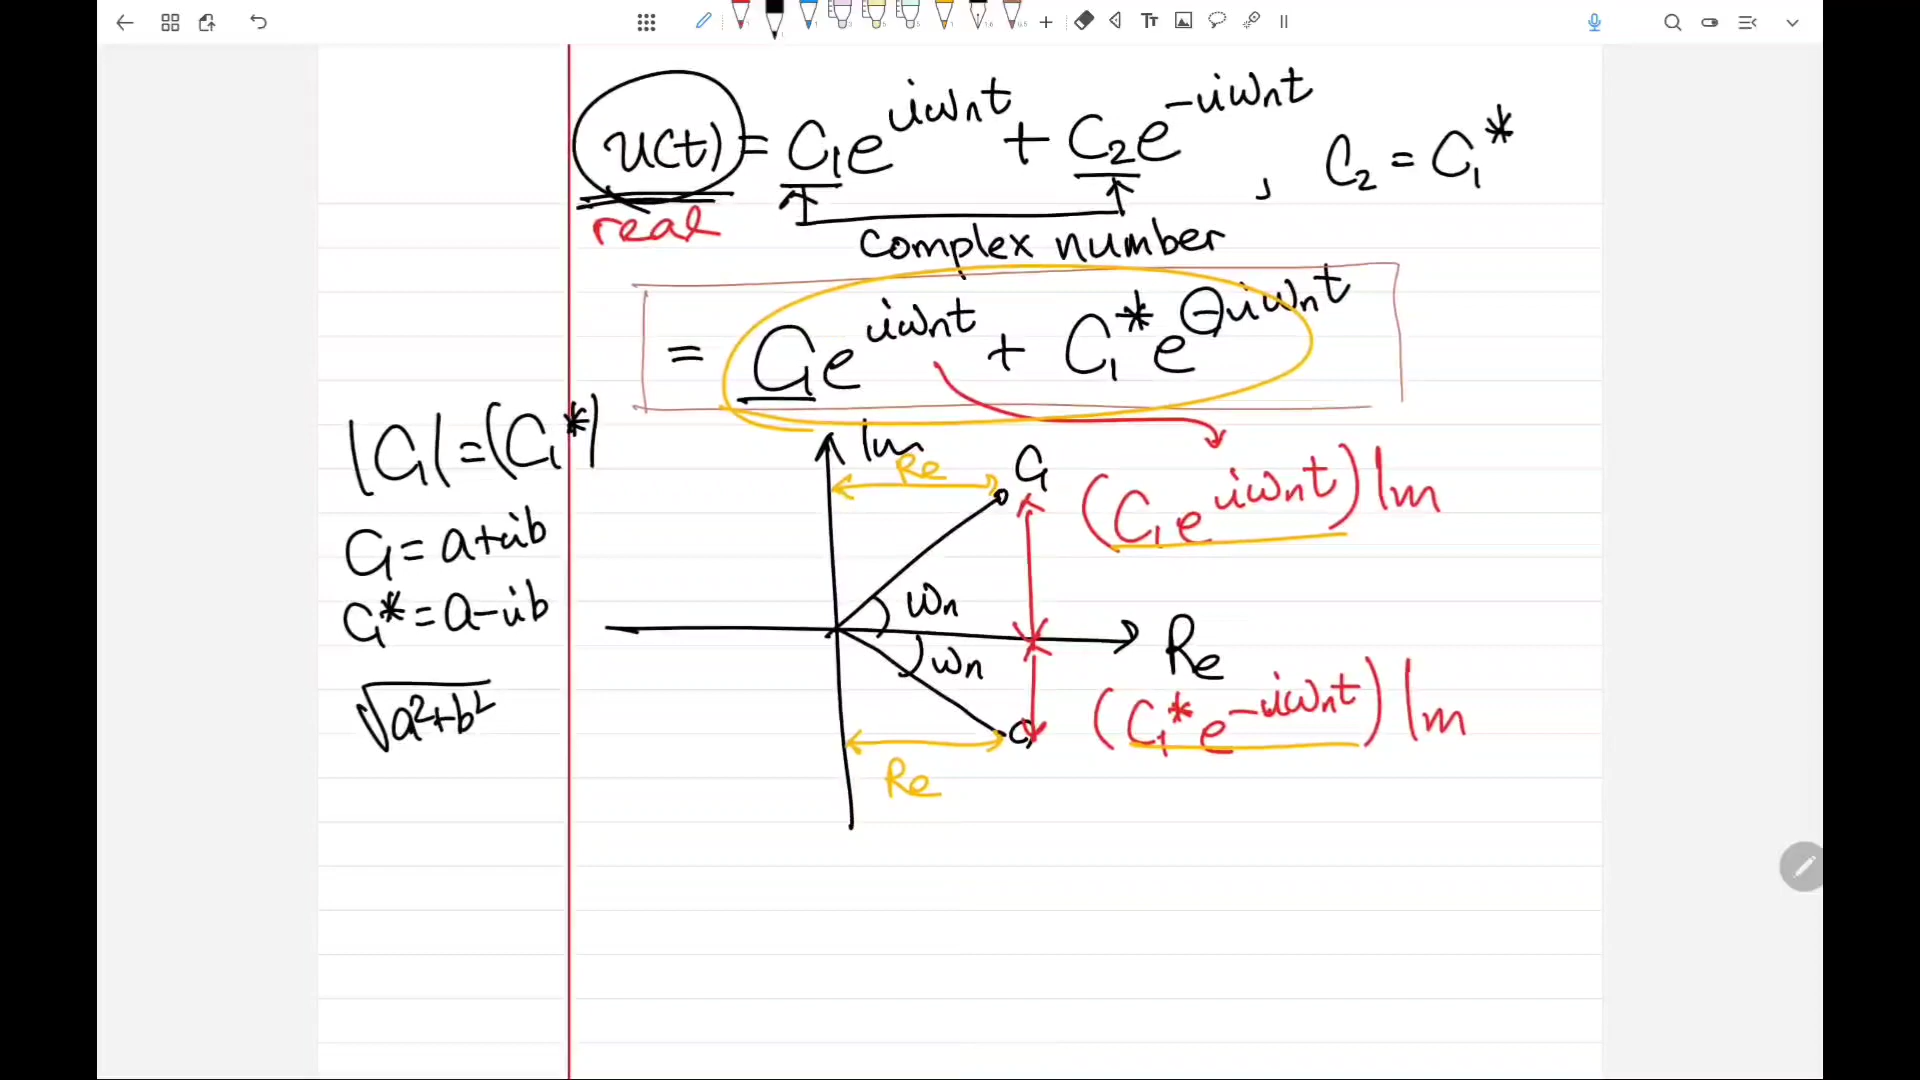 u(t) = C₁e^{iωₙt} + C₂e^{-iωₙt} , C₂ = C₁*
real
complex number
= C₁e^{iωₙt} + C₁*e^{-iωₙt}
|C₁| = |C₁*|
C₁ = a+ib
C₁* = a-ib
√a²+b²
Im
Re
C₁
(C₁e^{iωₙt}) Im
ωₙ
Re
ωₙ
(C₁*e^{-iωₙt}) Im
C₁
Re